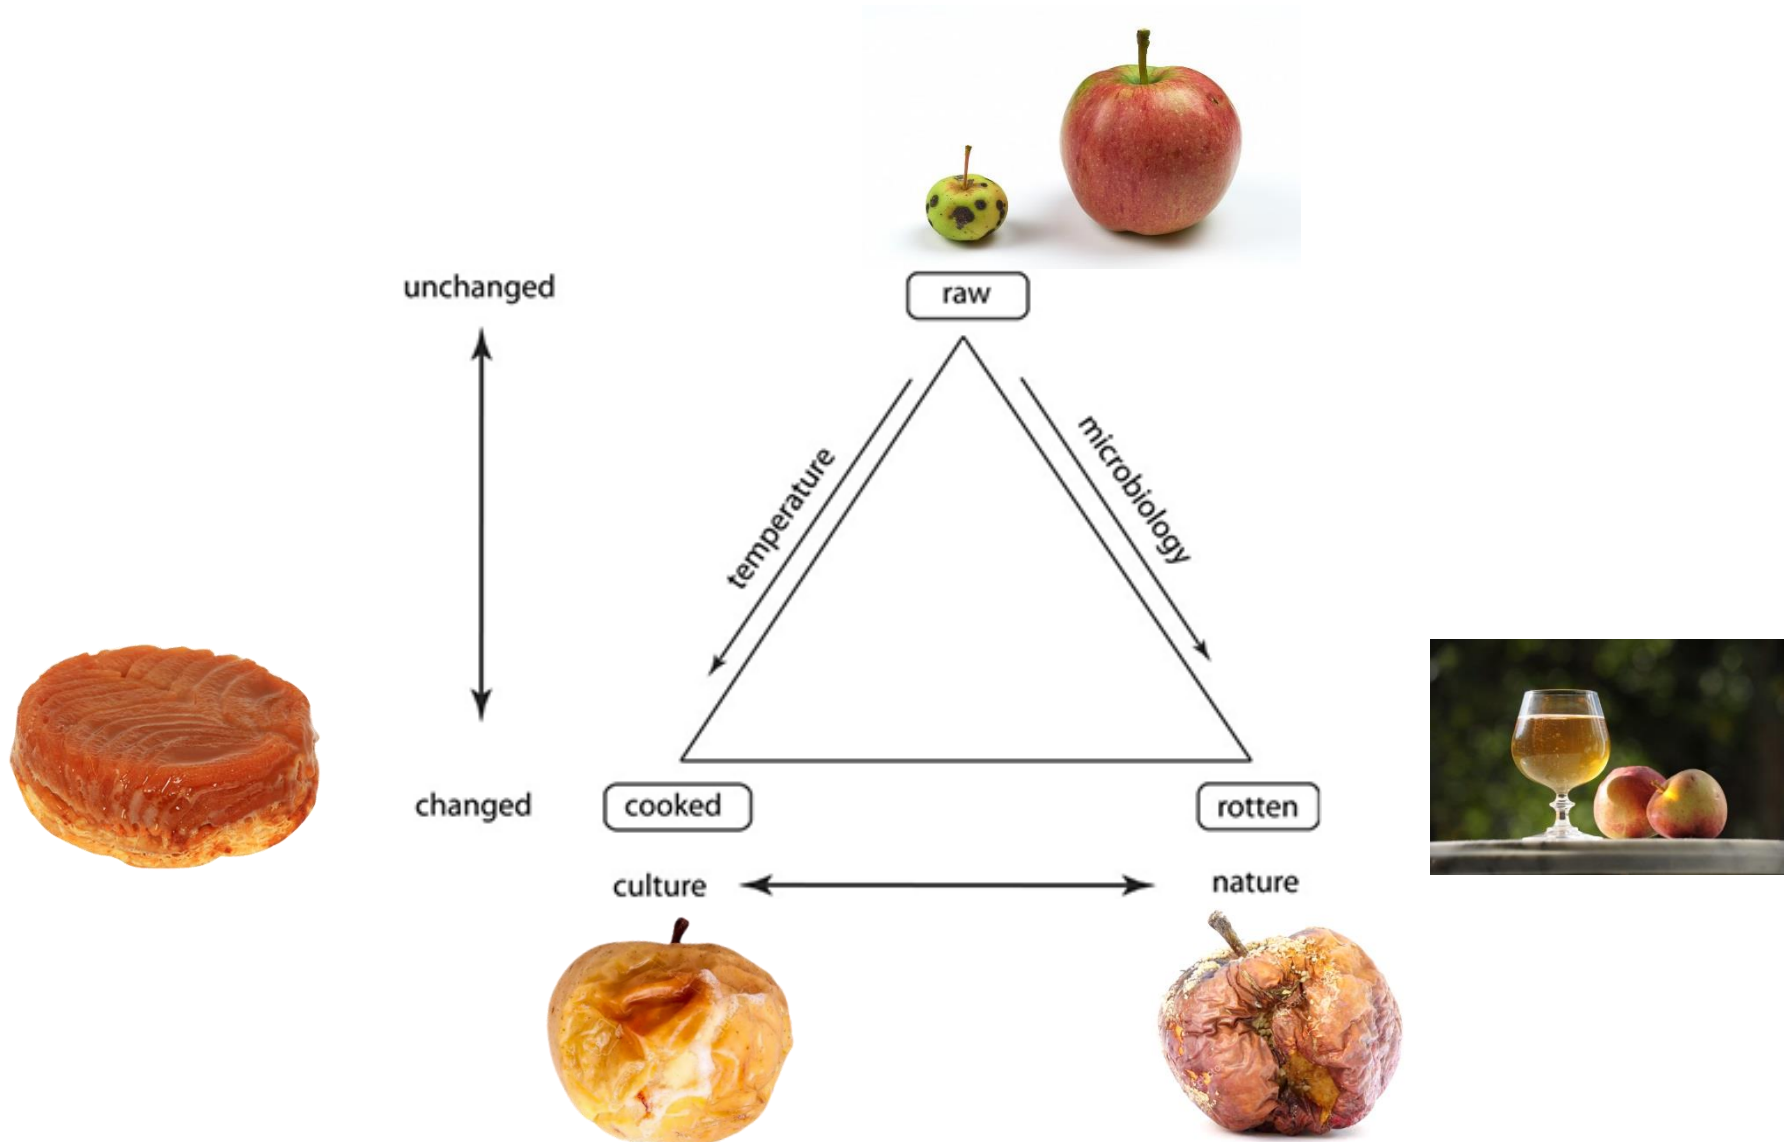 unchanged
raw
temperature
microbiology
changed
cooked
rotten
culture
nature